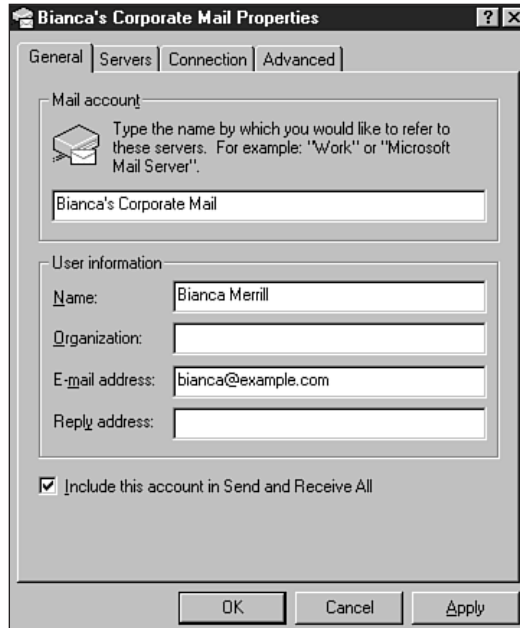 Bianca's Corporate Mail Properties
General Servers Connection Advanced
Mail account
Type the name by which you would like to refer to
these servers. For example: "Work" or "Microsoft
Mail Server".
Bianca's Corporate Mail
User information
Name: Bianca Merrill
Organization:
E-mail address: bianca@example.com
Reply address:
Include this account in Send and Receive All
OK Cancel Apply